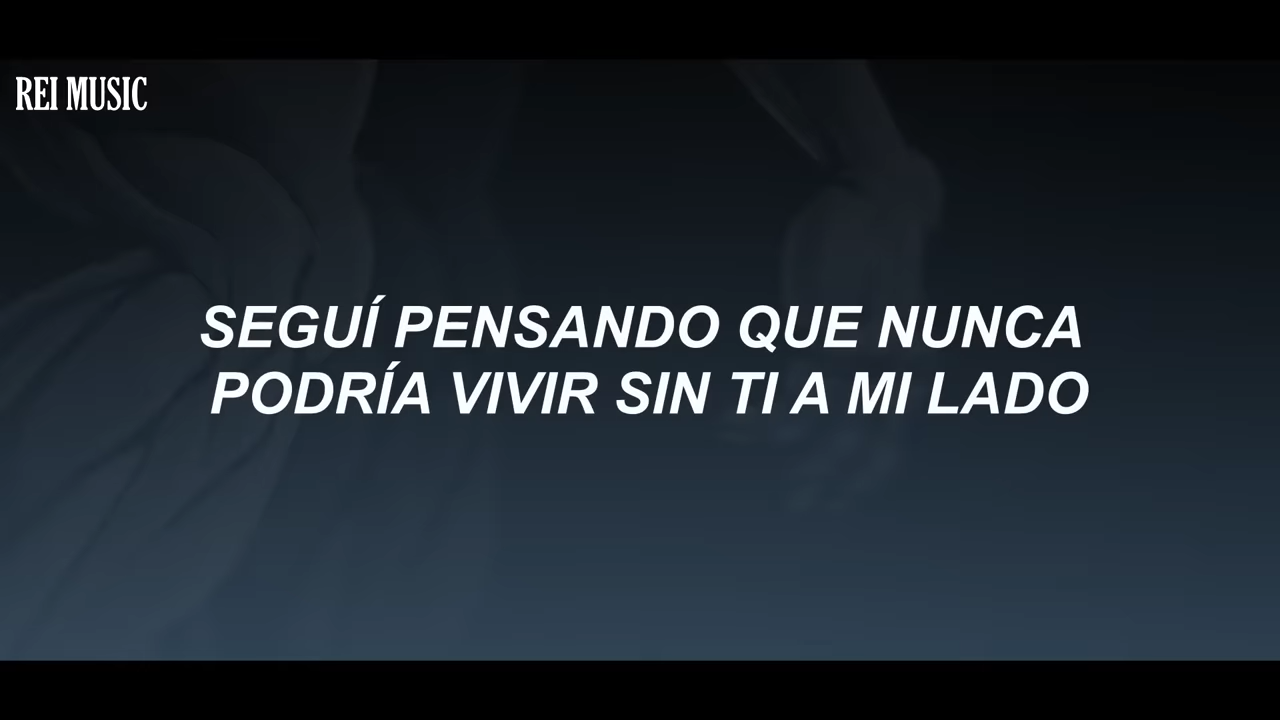 REI MUSIC
SEGUÍ PENSANDO QUE NUNCA
PODRÍA VIVIR SIN TI A MI LADO